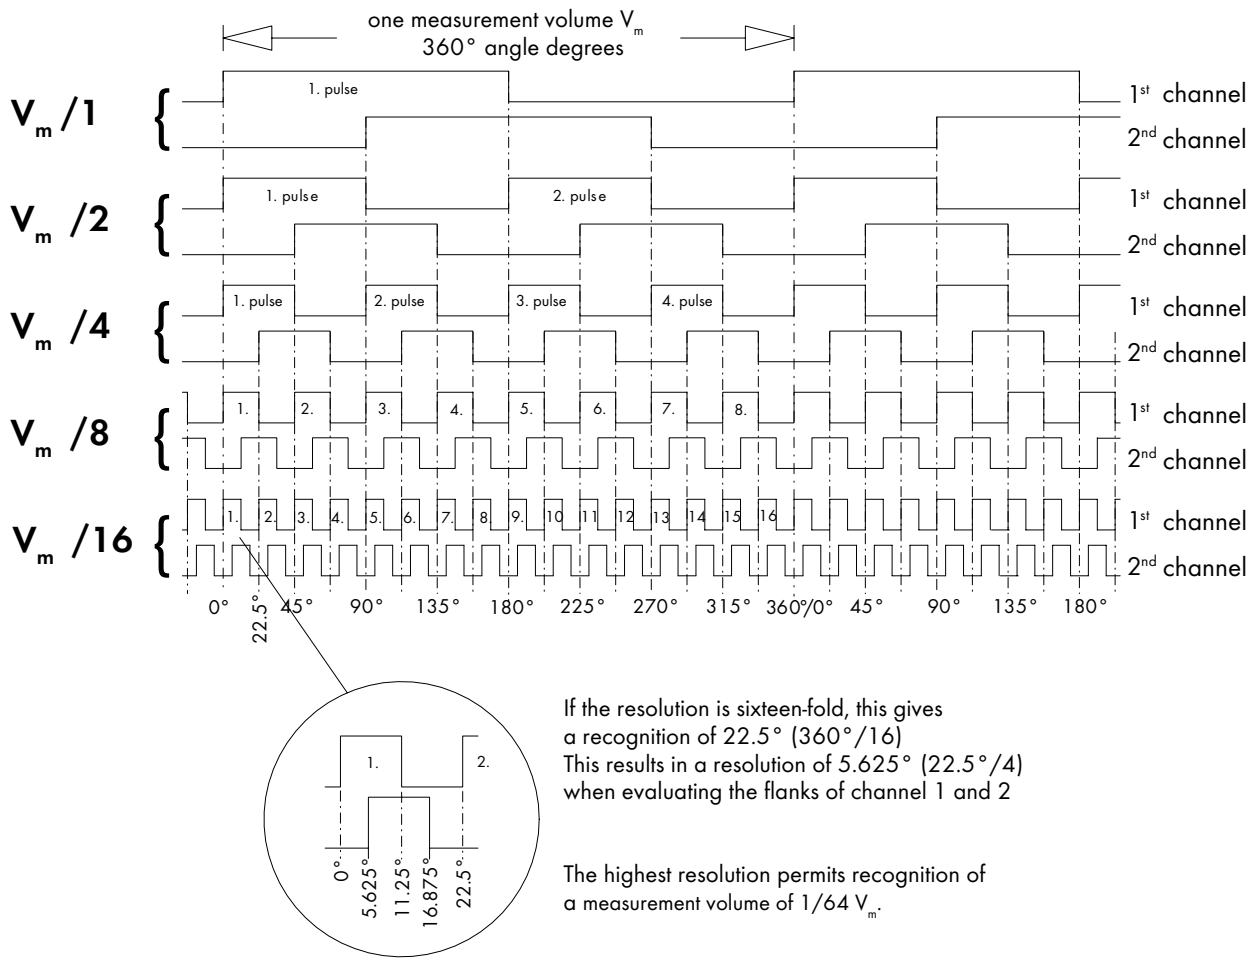 one measurement volume Vm
360° angle degrees
Vm /1
1. pulse
1st channel
2nd channel
Vm /2
1. pulse 2. pulse
1st channel
2nd channel
Vm /4
1. pulse 2. pulse 3. pulse 4. pulse
1st channel
2nd channel
Vm /8
1. 2. 3. 4. 5. 6. 7. 8.
1st channel
2nd channel
Vm /16
1. 2. 3. 4. 5. 6. 7. 8. 9. 10 11 12 13 14 15 16
1st channel
2nd channel
0° 22.5° 45° 90° 135° 180° 225° 270° 315° 360°/0° 45° 90° 135° 180°
1. 2.
0° 5.625° 11.25° 16.875° 22.5°
If the resolution is sixteen-fold, this gives
a recognition of 22.5° (360°/16)
This results in a resolution of 5.625° (22.5°/4)
when evaluating the flanks of channel 1 and 2
The highest resolution permits recognition of
a measurement volume of 1/64 Vm.